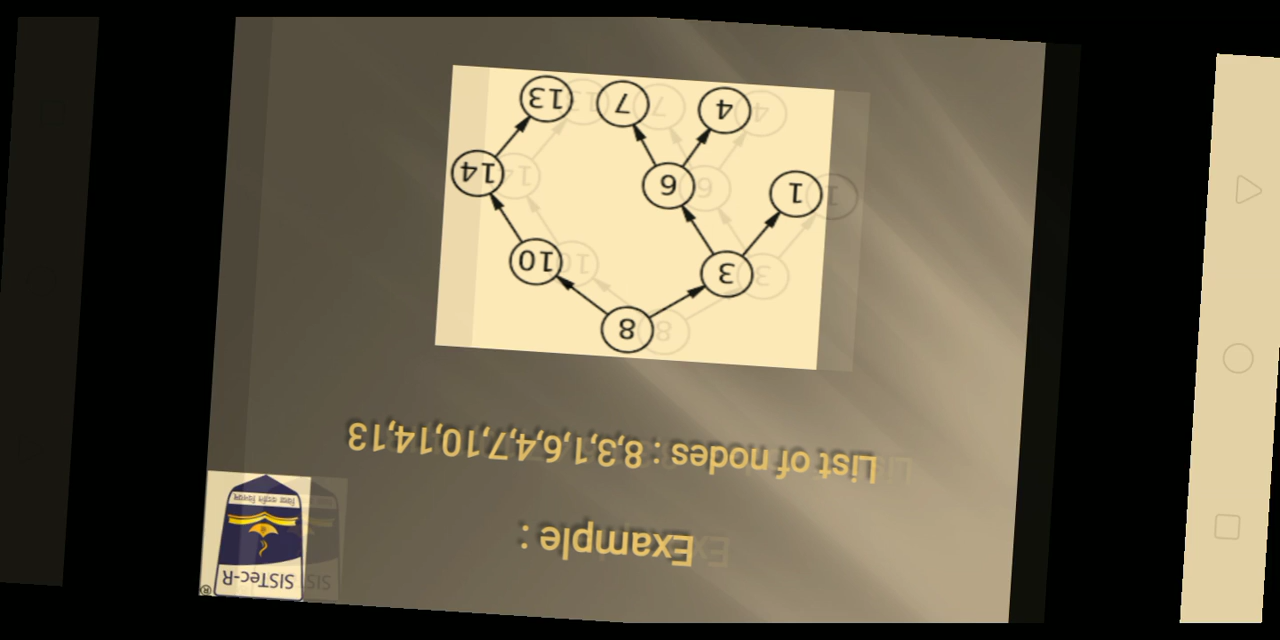 SISTec-R
®
Example :
List of nodes : 8,3,1,6,4,7,10,14,13
8
3 10
1 6 14
4 7 13